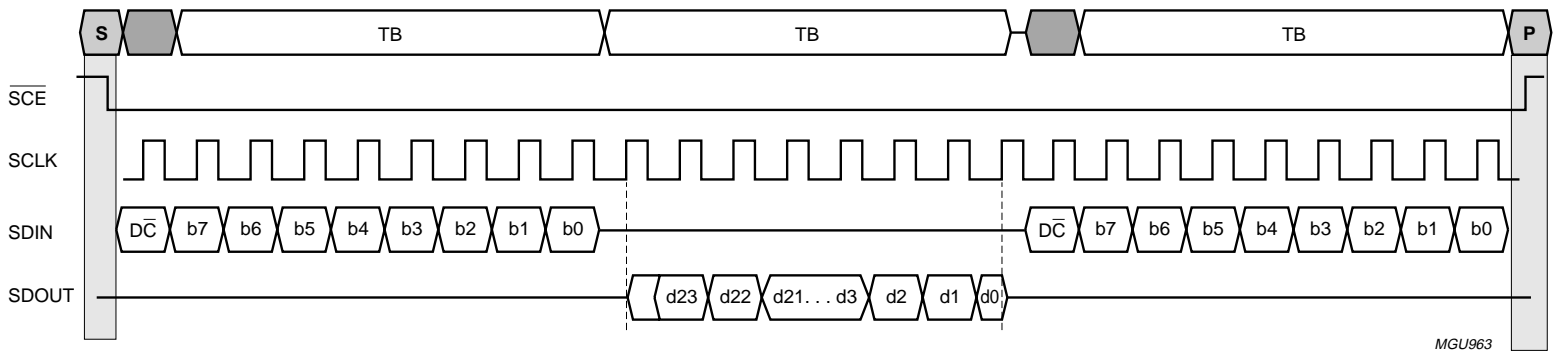 S TB TB TB P
SCE
SCLK
SDIN DC b7 b6 b5 b4 b3 b2 b1 b0 DC b7 b6 b5 b4 b3 b2 b1 b0
SDOUT d23 d22 d21. . . d3 d2 d1 d0
MGU963